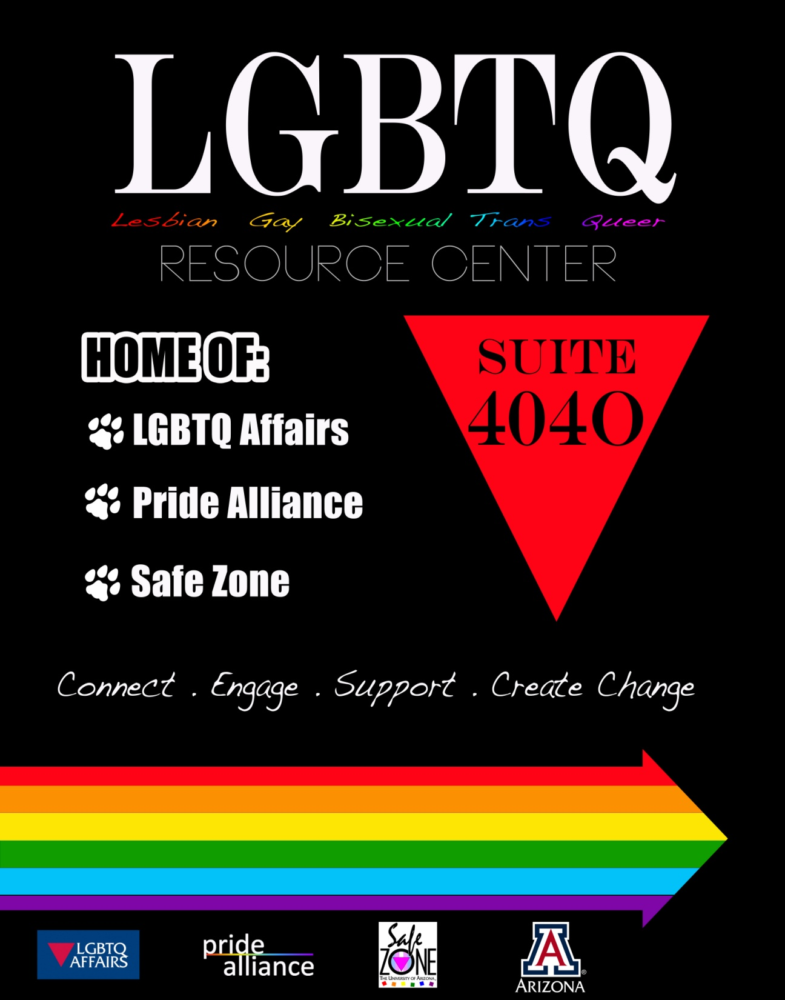 LGBTQ
Lesbian Gay Bisexual Trans Queer
RESOURCE CENTER
HOME OF:
LGBTQ Affairs
Pride Alliance
Safe Zone
SUITE
404O
Connect . Engage . Support . Create Change
LGBTQ
AFFAIRS
pride
alliance
Safe
ZONE
THE UNIVERSITY OF ARIZONA
A
®
ARIZONA